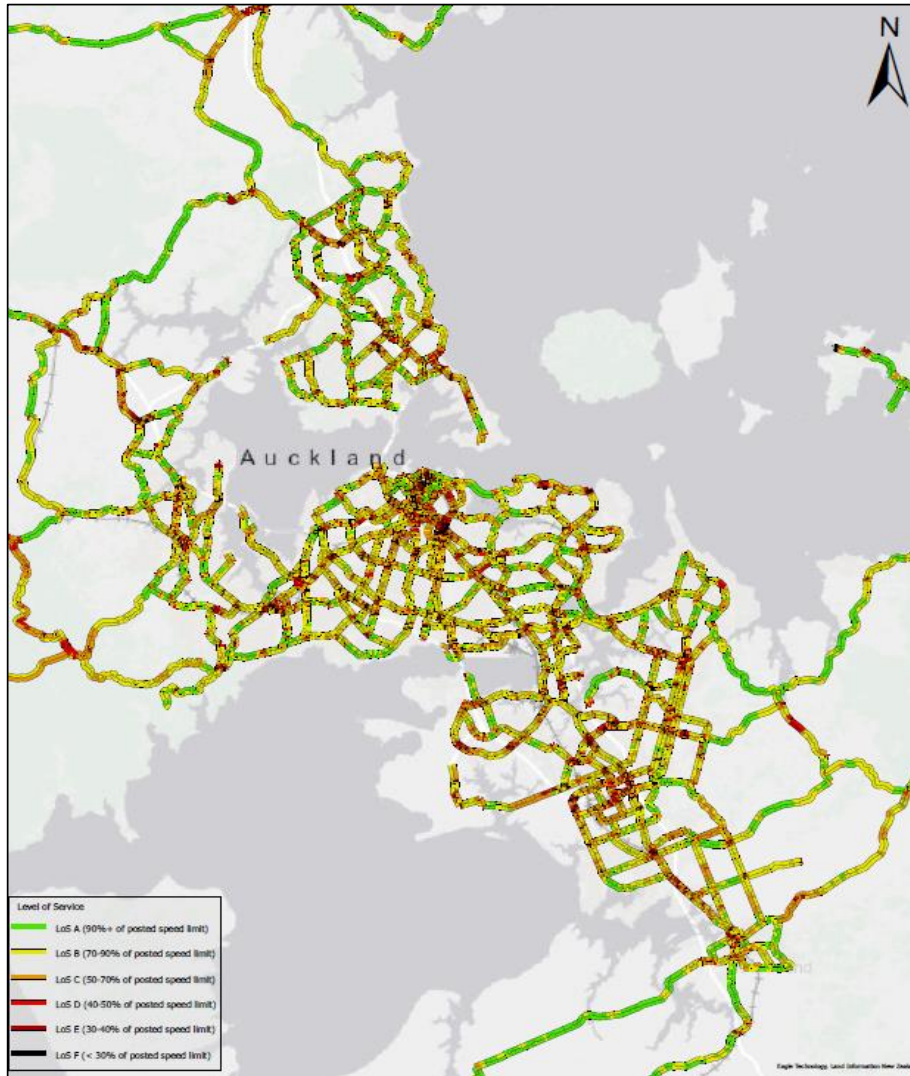 N
Auckland
Level of Service
LoS A (90%+ of posted speed limit)
LoS B (70-90% of posted speed limit)
LoS C (50-70% of posted speed limit)
LoS D (40-50% of posted speed limit)
LoS E (30-40% of posted speed limit)
LoS F (< 30% of posted speed limit)
Eagle Technology, Land Information New Zeala